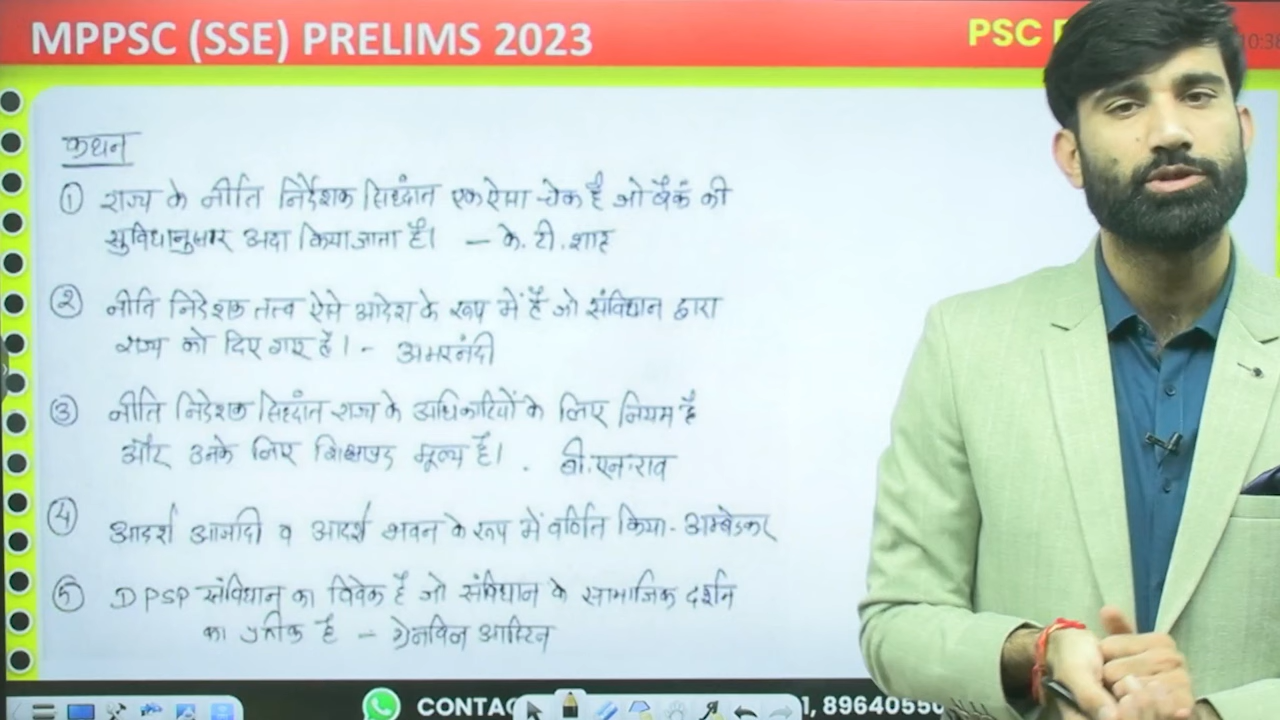 MPPSC (SSE) PRELIMS 2023
PSC
10:3
कथन
① राज्य के नीति निर्देशक सिध्दांत एक ऐसा चेक है जो बैंक की
सुविधानुसार अदा किया जाता है। - के. टी. शाह
② नीति निदेशक तत्व ऐसे आदेश के रूप में है जो संविधान द्वारा
राज्य को दिए गए है। - अमरनंदी
③ नीति निदेशक सिध्दांत राज्य के अधिकारियों के लिए नियम है
और उनके लिए शिक्षाप्रद मूल्य है। . बी. एन. राव
④ आदर्श आजादी व आदर्श भवन के रूप में वर्णित किया - अम्बेडकर
⑤ DPSP संविधान का विवेक है जो संविधान के सामाजिक दर्शन
का प्रतीक है - ग्रेनविल आस्टिन
CONTAC 1, 89640550